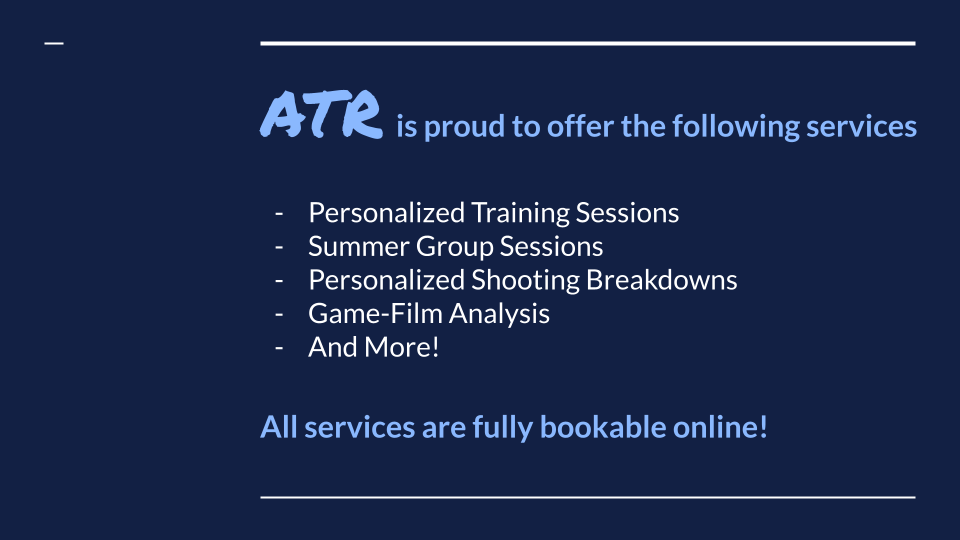 ATR is proud to offer the following services
- Personalized Training Sessions
- Summer Group Sessions
- Personalized Shooting Breakdowns
- Game-Film Analysis
- And More!
All services are fully bookable online!